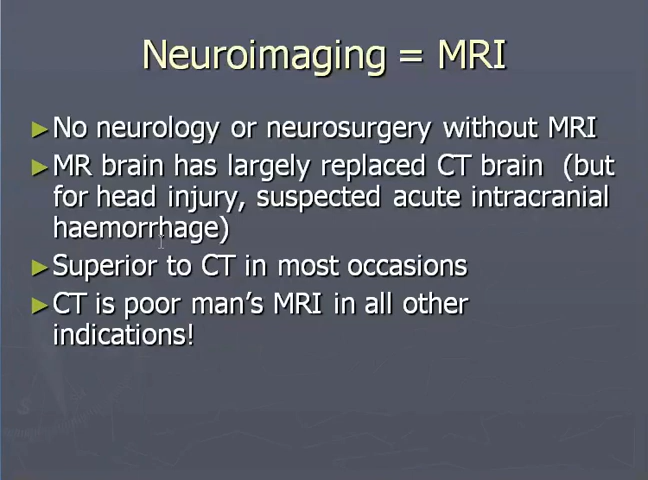 Neuroimaging = MRI
►No neurology or neurosurgery without MRI
►MR brain has largely replaced CT brain (but
for head injury, suspected acute intracranial
haemorrhage)
►Superior to CT in most occasions
►CT is poor man's MRI in all other
indications!